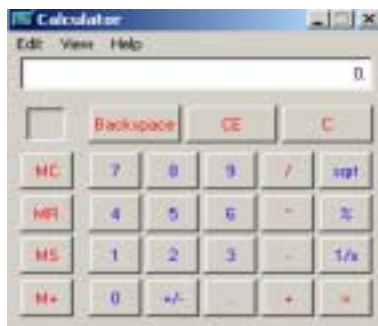 Calculator
Edit View Help
0.
Backspace CE C
MC 7 8 9 / sqrt
MR 4 5 6 * %
MS 1 2 3 - 1/x
M+ 0 +/- . + =